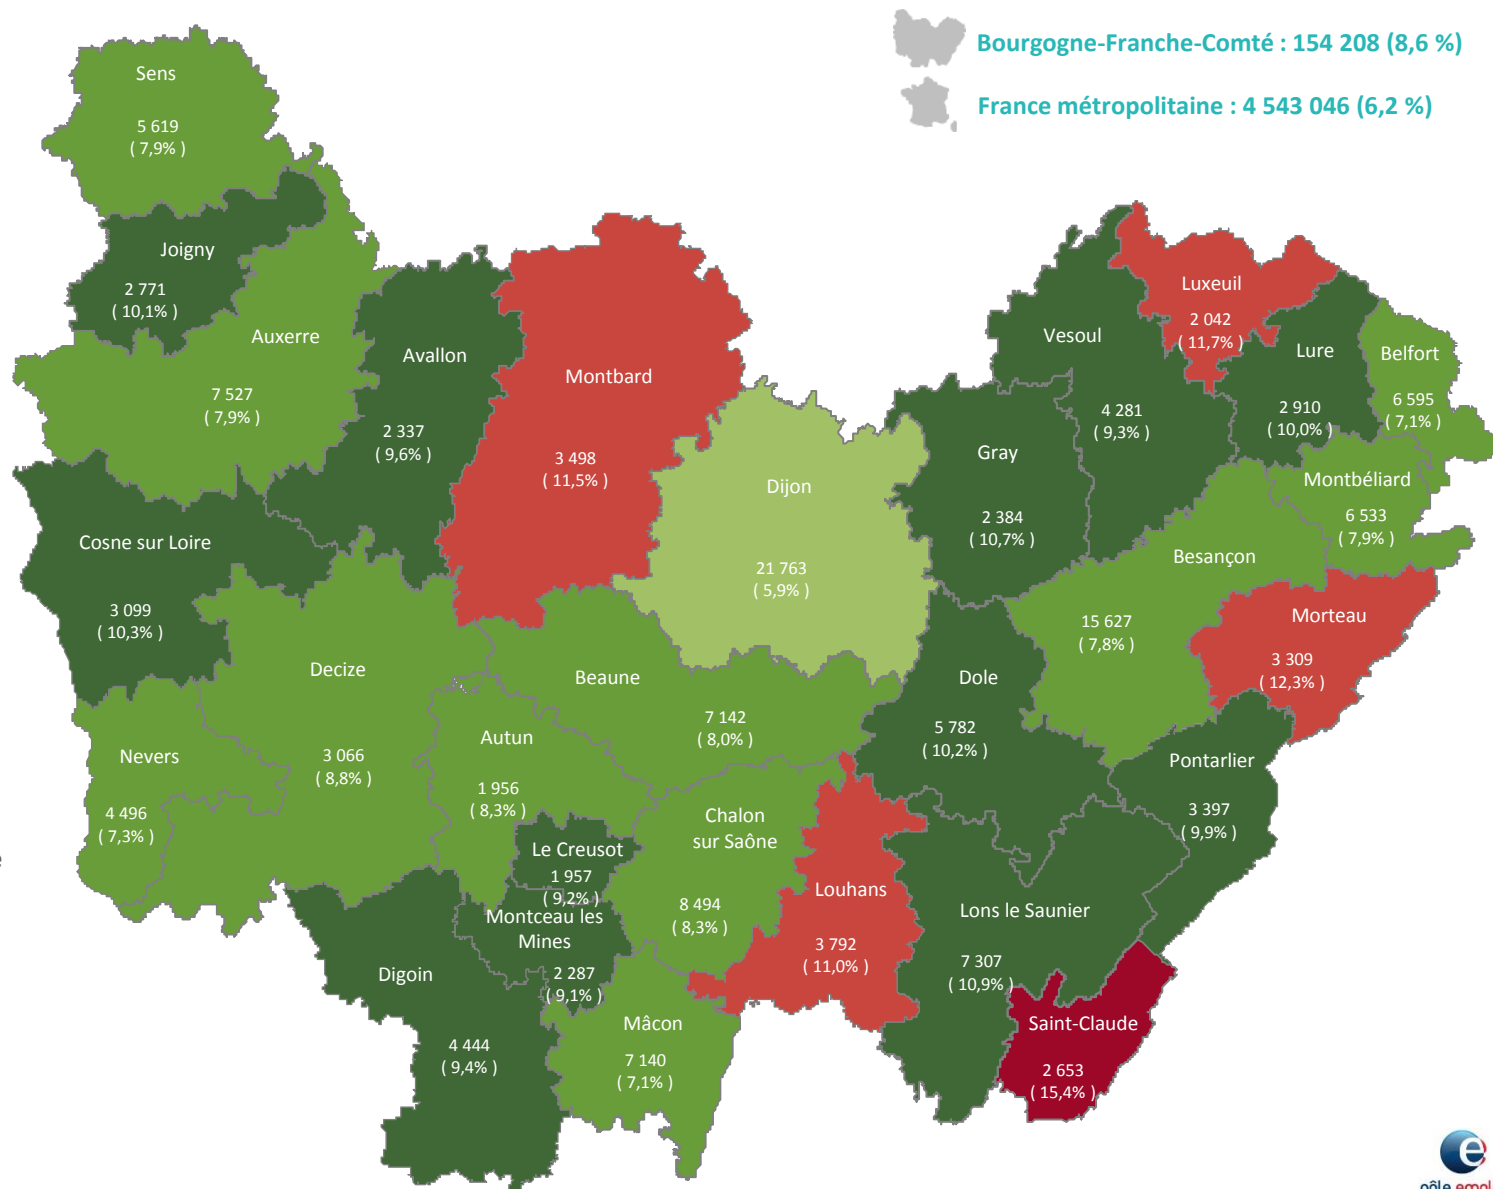 Bourgogne-Franche-Comté : 154 208 (8,6 %)
France métropolitaine : 4 543 046 (6,2 %)
Sens
5 619
( 7,9% )
Joigny
2 771
( 10,1% )
Auxerre
7 527
( 7,9% )
Avallon
2 337
( 9,6% )
Montbard
3 498
( 11,5% )
Dijon
21 763
( 5,9% )
Luxeuil
2 042
( 11,7% )
Vesoul
4 281
( 9,3% )
Lure
2 910
( 10,0% )
Belfort
6 595
( 7,1% )
Gray
2 384
( 10,7% )
Montbéliard
6 533
( 7,9% )
Besançon
15 627
( 7,8% )
Morteau
3 309
( 12,3% )
Cosne sur Loire
3 099
( 10,3% )
Decize
3 066
( 8,8% )
Beaune
7 142
( 8,0% )
Dole
5 782
( 10,2% )
Nevers
4 496
( 7,3% )
Autun
1 956
( 8,3% )
Pontarlier
3 397
( 9,9% )
Chalon
sur Saône
8 494
( 8,3% )
Le Creusot
1 957
( 9,2% )
Montceau les
Mines
2 287
( 9,1% )
Louhans
3 792
( 11,0% )
Lons le Saunier
7 307
( 10,9% )
Digoin
4 444
( 9,4% )
Mâcon
7 140
( 7,1% )
Saint-Claude
2 653
( 15,4% )
e